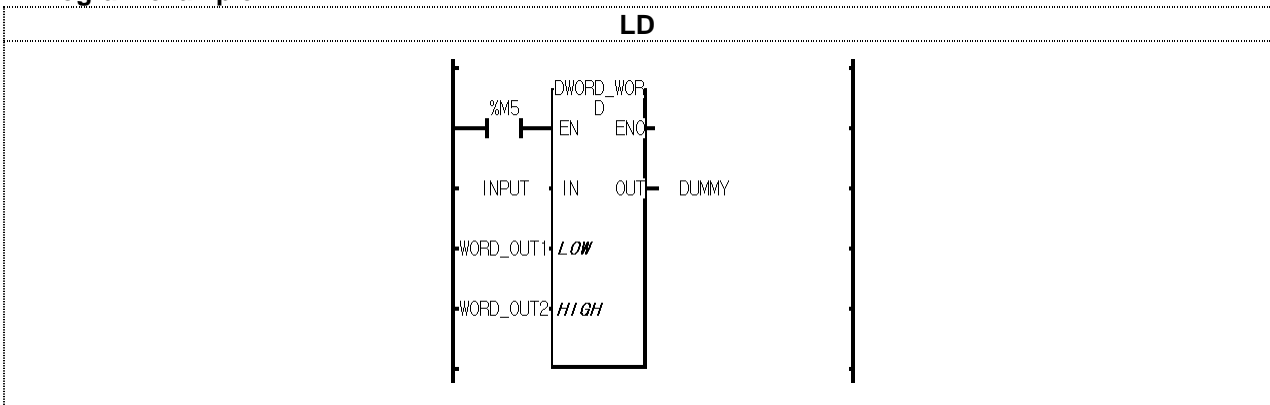 LD
DWORD_WOR
D
%M5
EN ENO
INPUT IN OUT DUMMY
WORD_OUT1 LOW
WORD_OUT2 HIGH